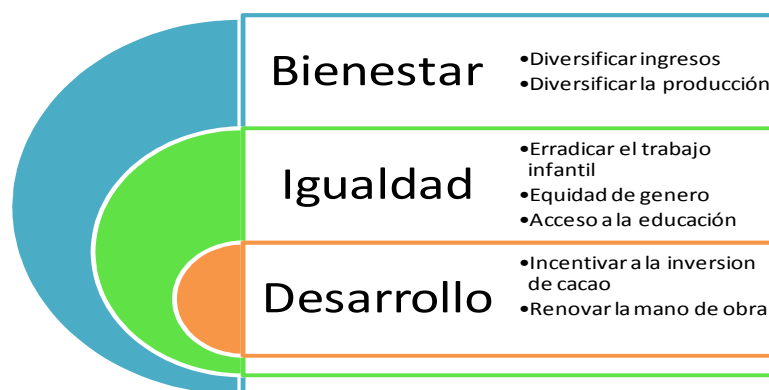 Bienestar
•Diversificar ingresos
•Diversificar la producción
Igualdad
•Erradicar el trabajo
infantil
•Equidad de genero
•Acceso a la educación
Desarrollo
•Incentivar a la inversion
de cacao
•Renovar la mano de obra